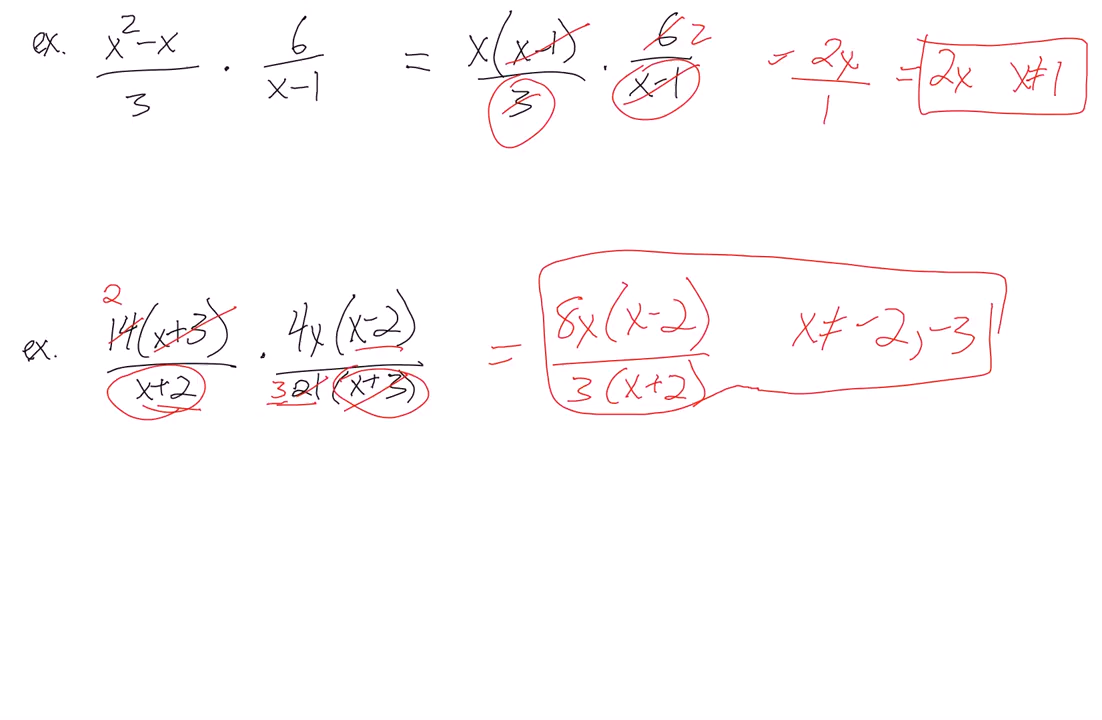 ex. (x² - x)/3 · 6/(x-1) = x(x-1)/3 · 6 2/(x-1) = 2x/1 = 2x x≠1
ex. 2 14(x+3)/(x+2) · 4x(x-2)/(3 21(x+3)) = 8x(x-2)/(3(x+2)) x≠-2,-3